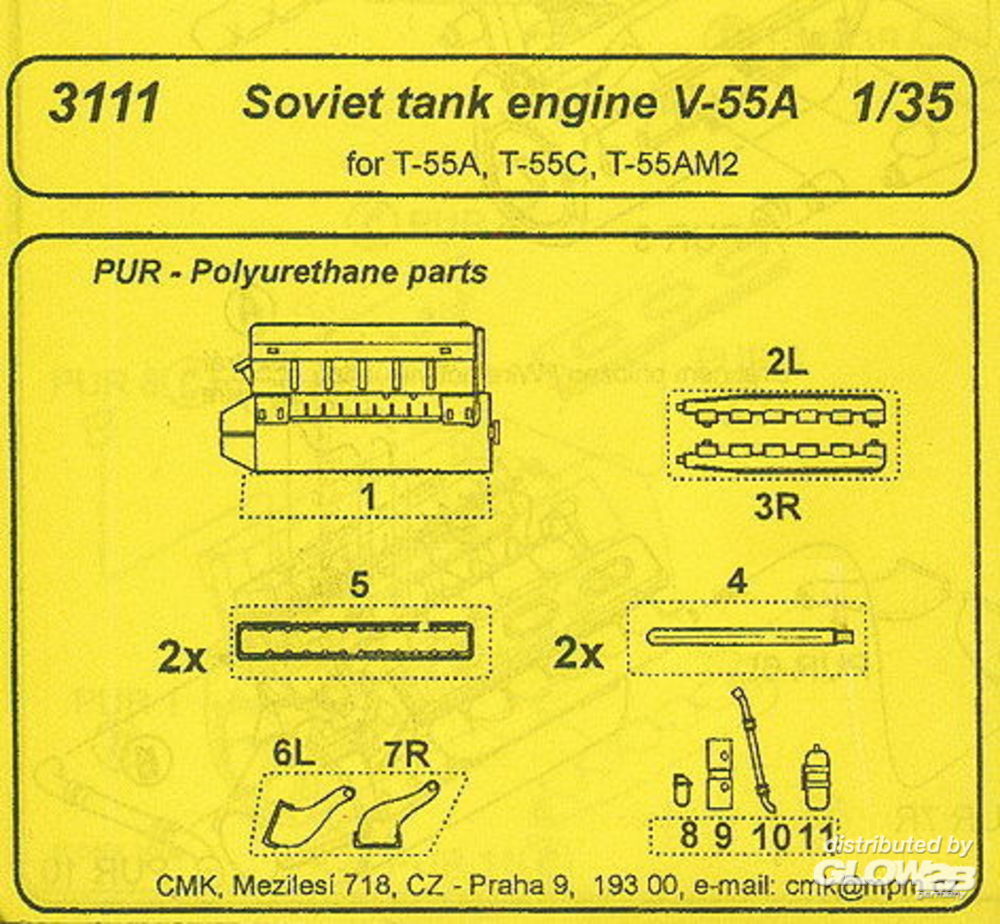 3111 Soviet tank engine V-55A 1/35
for T-55A, T-55C, T-55AM2
PUR - Polyurethane parts
1
2L
3R
5
2x
4
2x
6L 7R
8 9 10 11
distributed by
GLOW2B
germany
CMK, Mezilesí 718, CZ - Praha 9, 193 00, e-mail: cmk@mpm.cz